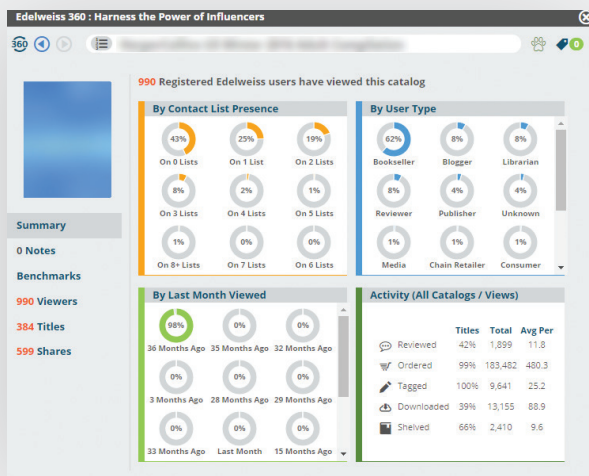 Edelweiss 360 : Harness the Power of Influencers
360
0
990 Registered Edelweiss users have viewed this catalog
By Contact List Presence
43% 25% 19%
On 0 Lists On 1 List On 2 Lists
8% 2% 1%
On 3 Lists On 4 Lists On 5 Lists
1% 0% 0%
On 8+ Lists On 7 Lists On 6 Lists
By User Type
62% 8% 8%
Bookseller Blogger Librarian
8% 4% 4%
Reviewer Publisher Unknown
1% 1% 1%
Media Chain Retailer Consumer
Summary
0 Notes
Benchmarks
990 Viewers
384 Titles
599 Shares
By Last Month Viewed
98% 0% 0%
36 Months Ago 35 Months Ago 32 Months Ago
0% 0% 0%
3 Months Ago 28 Months Ago 29 Months Ago
0% 0% 0%
33 Months Ago Last Month 15 Months Ago
Activity (All Catalogs / Views)
Titles Total Avg Per
Reviewed 42% 1,899 11.8
Ordered 99% 183,482 480.3
Tagged 100% 9,641 25.2
Downloaded 39% 13,155 88.9
Shelved 66% 2,410 9.6